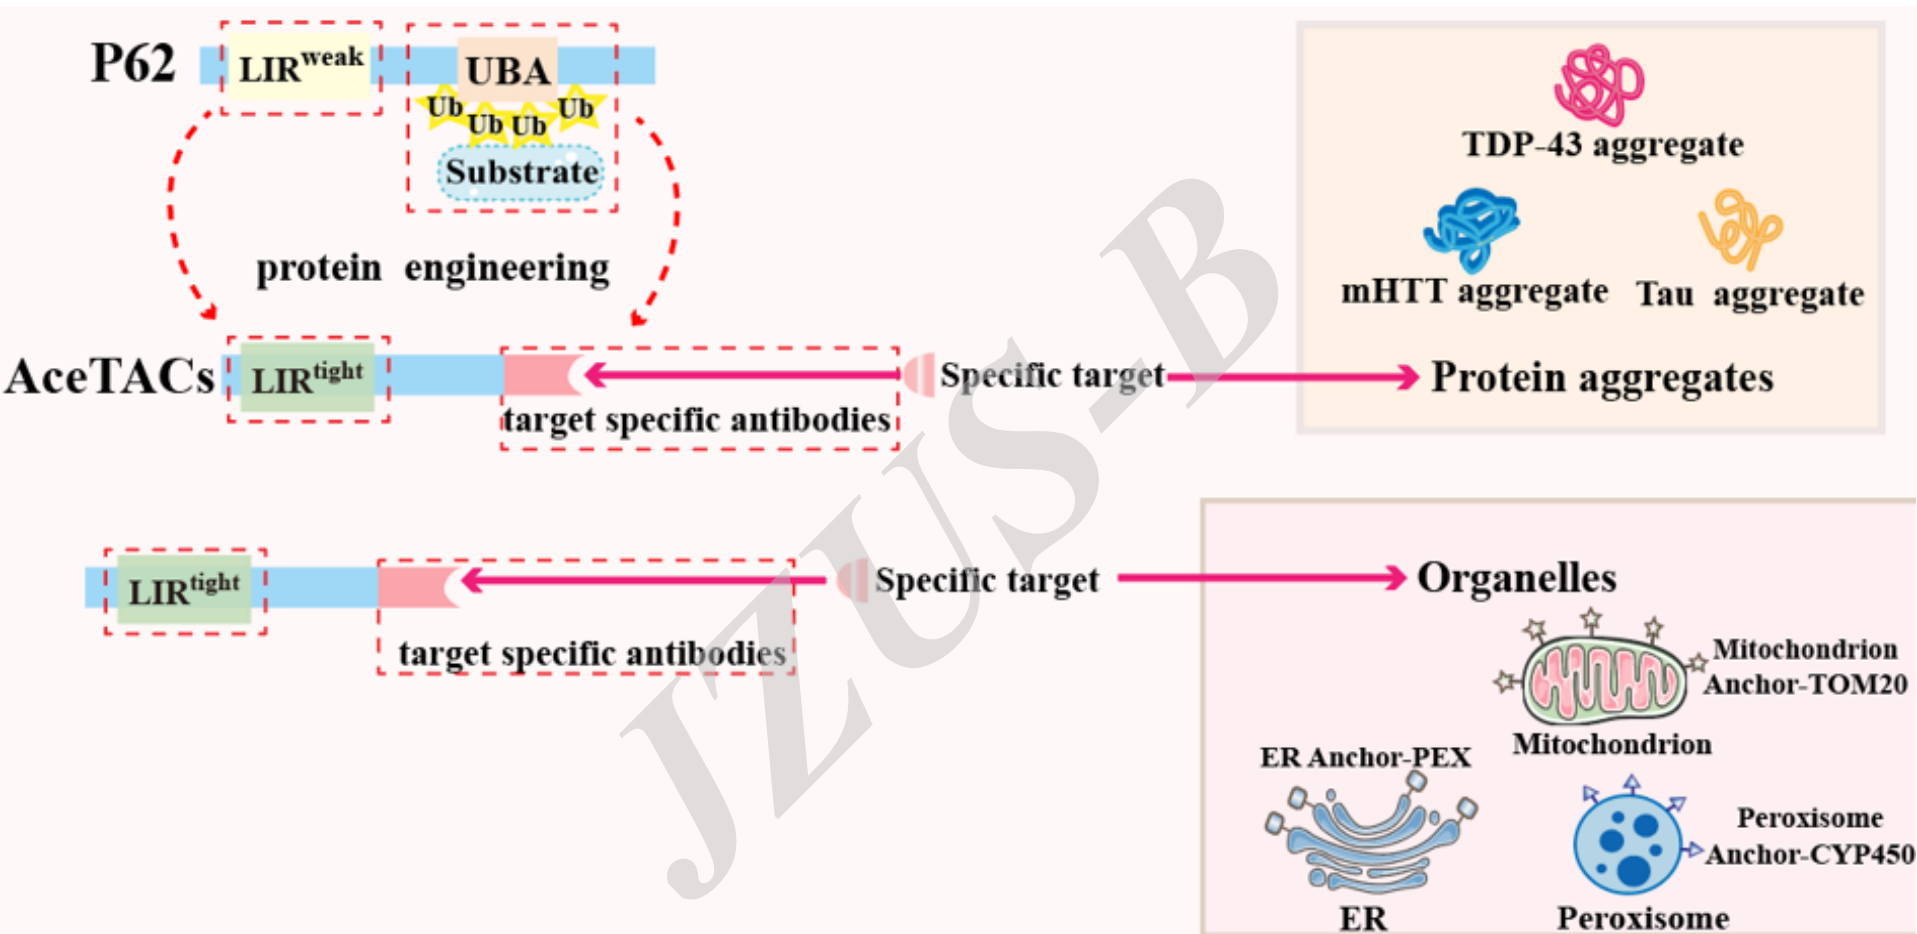 P62
LIRweak
UBA
Ub
Ub
Ub
Ub
Substrate
protein engineering
AceTACs
LIRtight
target specific antibodies
Specific target
TDP-43 aggregate
mHTT aggregate
Tau aggregate
Protein aggregates
LIRtight
target specific antibodies
Specific target
Organelles
Mitochondrion
Anchor-TOM20
Mitochondrion
ER Anchor-PEX
ER
Peroxisome
Anchor-CYP450
Peroxisome
JZUS-B